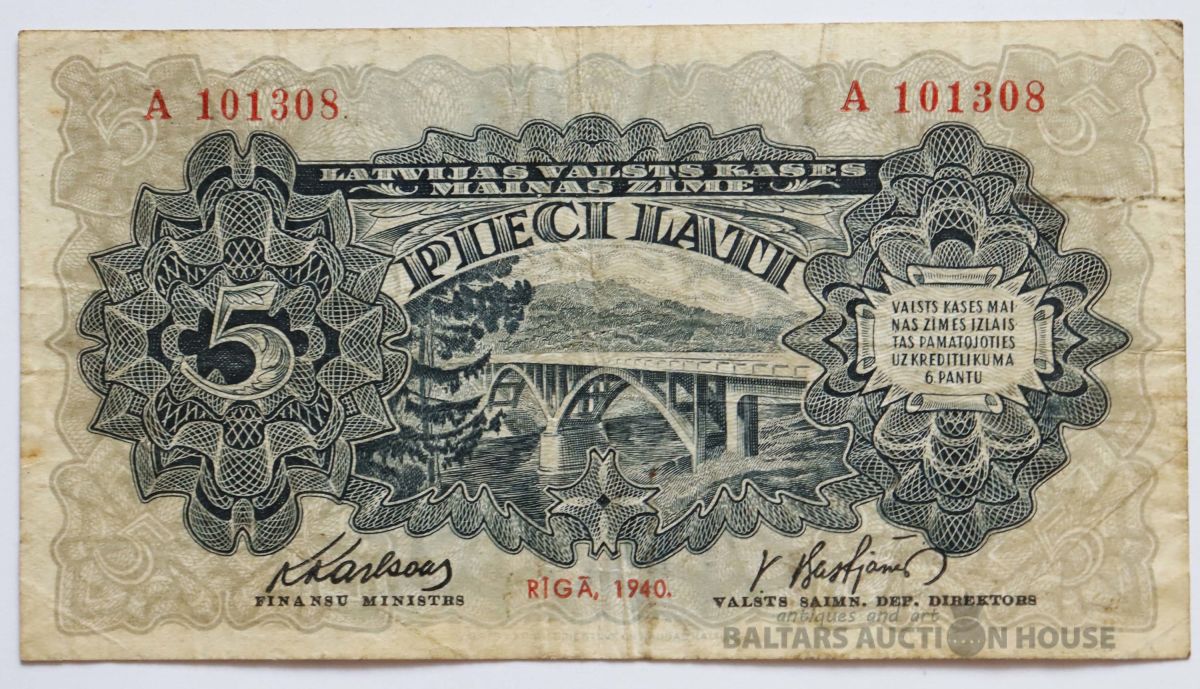 A 101308
A 101308
LATVIJAS VALSTS KASES
MAIŅAS ZĪME
PIECI LATI
5
VALSTS KASES MAI
ŅAS ZĪMES IZLAIS
TAS PAMATOJOTIES
UZ KREDITLIKUMA
6. PANTU
K Karlsons
FINANSU MINISTRS
RĪGĀ, 1940.
VALSTS SAIMN. DEP. DIREKTORS
antiques and art
BALTARS AUCTION HOUSE